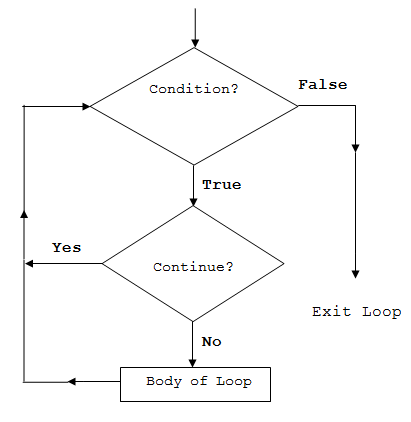 Condition?
False
True
Yes
Continue?
Exit Loop
No
Body of Loop